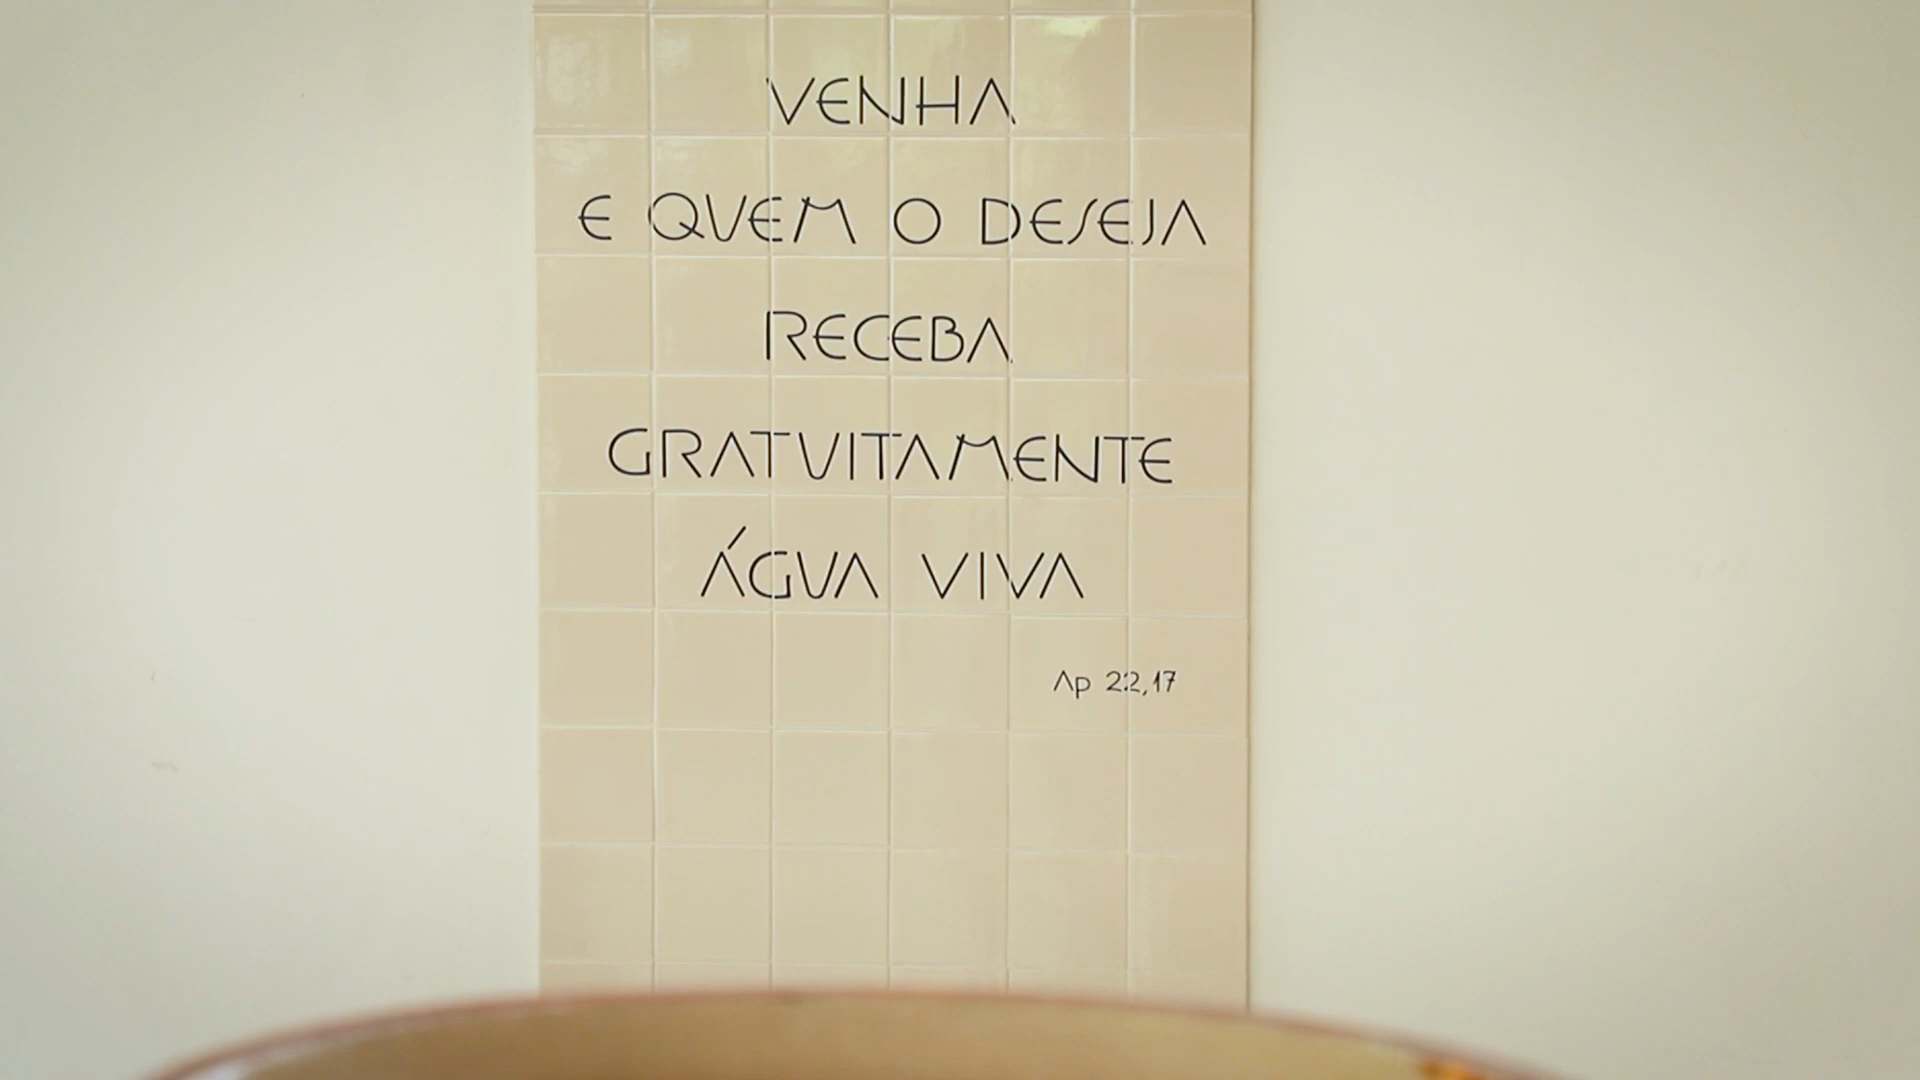 VENHA
E QUEM O DESEJA
RECEBA
GRATUITAMENTE
ÁGUA VIVA
Ap 22,17